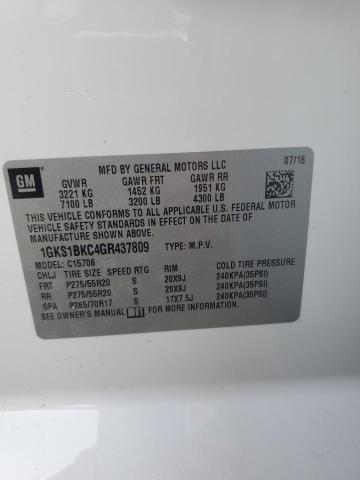 GM
MFD BY GENERAL MOTORS LLC
07/16
GVWR GAWR FRT GAWR RR
3221 KG 1452 KG 1951 KG
7100 LB 3200 LB 4300 LB
THIS VEHICLE CONFORMS TO ALL APPLICABLE U.S. FEDERAL MOTOR
VEHICLE SAFETY STANDARDS IN EFFECT ON THE DATE OF
MANUFACTURE SHOWN ABOVE.
1GKS1BKC4GR437809 TYPE: M.P.V.
MODEL: C15706
CHLJ TIRE SIZE SPEED RTG RIM COLD TIRE PRESSURE
FRT P275/55R20 S 20X9J 240KPA(35PSI)
RR P275/55R20 S 20X9J 240KPA(35PSI)
SPA P265/70R17 S 17X7.5J 240KPA(35PSI)
SEE OWNER'S MANUAL FOR MORE INFORMATION.